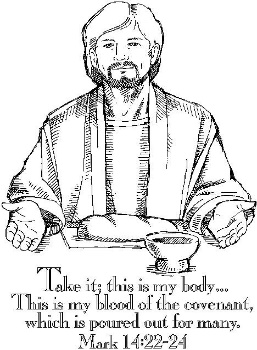 Take it; this is my body...
This is my blood of the covenant,
which is poured out for many.
Mark 14:22-24